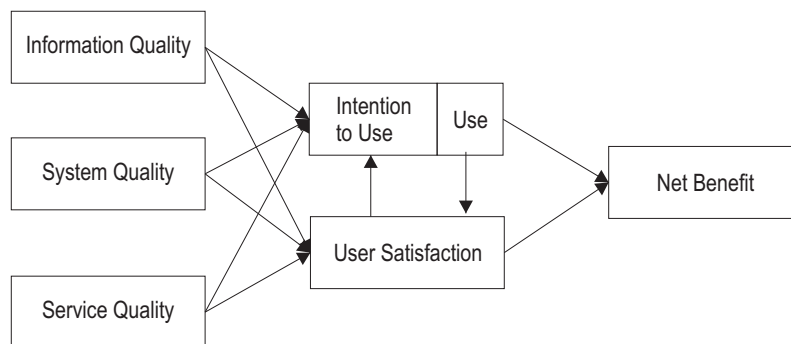 Information Quality
Intention
to Use
Use
System Quality
Net Benefit
User Satisfaction
Service Quality